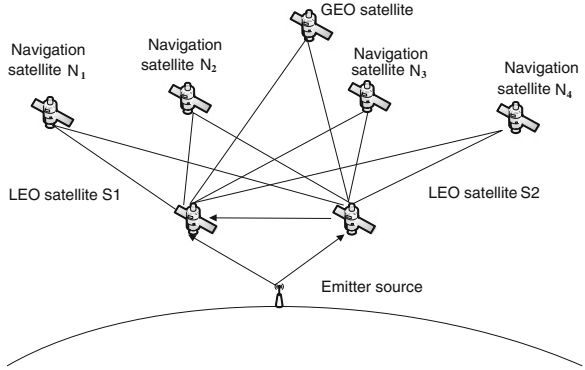 GEO satellite
Navigation
satellite N1
Navigation
satellite N2
Navigation
satellite N3
Navigation
satellite N4
LEO satellite S1
LEO satellite S2
Emitter source